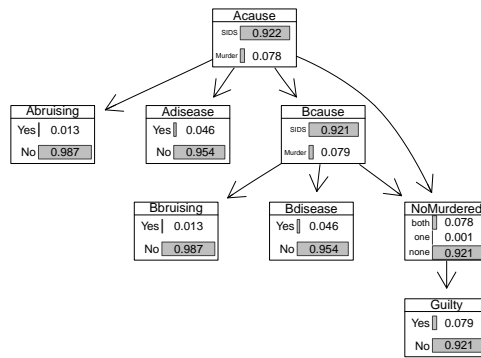 Acause
SIDS 0.922
Murder 0.078
Abruising
Yes 0.013
No 0.987
Adisease
Yes 0.046
No 0.954
Bcause
SIDS 0.921
Murder 0.079
Bbruising
Yes 0.013
No 0.987
Bdisease
Yes 0.046
No 0.954
NoMurdered
both 0.078
one 0.001
none 0.921
Guilty
Yes 0.079
No 0.921